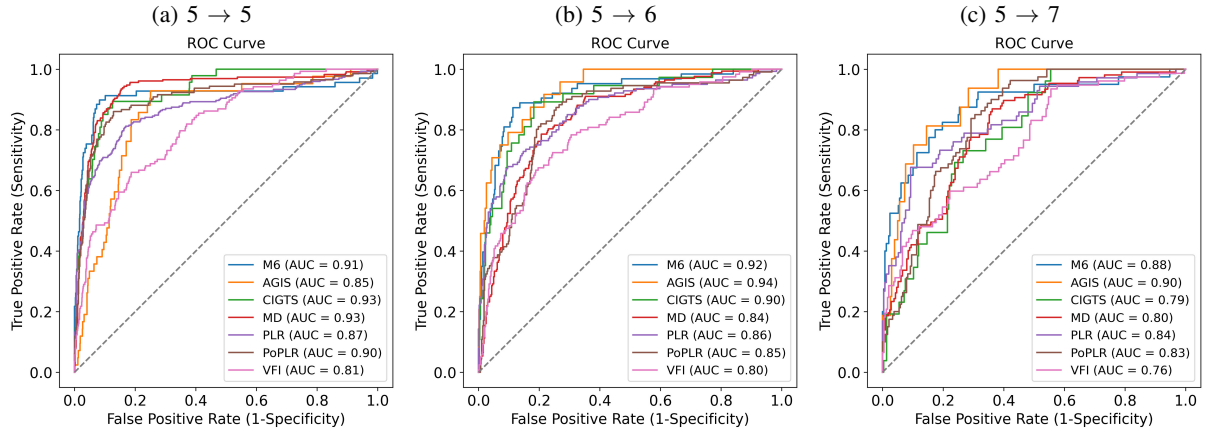 (a) 5 → 5
ROC Curve
True Positive Rate (Sensitivity)
1.0
0.8
0.6
0.4
0.2
0.0
M6 (AUC = 0.91)
AGIS (AUC = 0.85)
CIGTS (AUC = 0.93)
MD (AUC = 0.93)
PLR (AUC = 0.87)
PoPLR (AUC = 0.90)
VFI (AUC = 0.81)
0.0 0.2 0.4 0.6 0.8 1.0
False Positive Rate (1-Specificity)
(b) 5 → 6
ROC Curve
True Positive Rate (Sensitivity)
1.0
0.8
0.6
0.4
0.2
0.0
M6 (AUC = 0.92)
AGIS (AUC = 0.94)
CIGTS (AUC = 0.90)
MD (AUC = 0.84)
PLR (AUC = 0.86)
PoPLR (AUC = 0.85)
VFI (AUC = 0.80)
0.0 0.2 0.4 0.6 0.8 1.0
False Positive Rate (1-Specificity)
(c) 5 → 7
ROC Curve
True Positive Rate (Sensitivity)
1.0
0.8
0.6
0.4
0.2
0.0
M6 (AUC = 0.88)
AGIS (AUC = 0.90)
CIGTS (AUC = 0.79)
MD (AUC = 0.80)
PLR (AUC = 0.84)
PoPLR (AUC = 0.83)
VFI (AUC = 0.76)
0.0 0.2 0.4 0.6 0.8 1.0
False Positive Rate (1-Specificity)